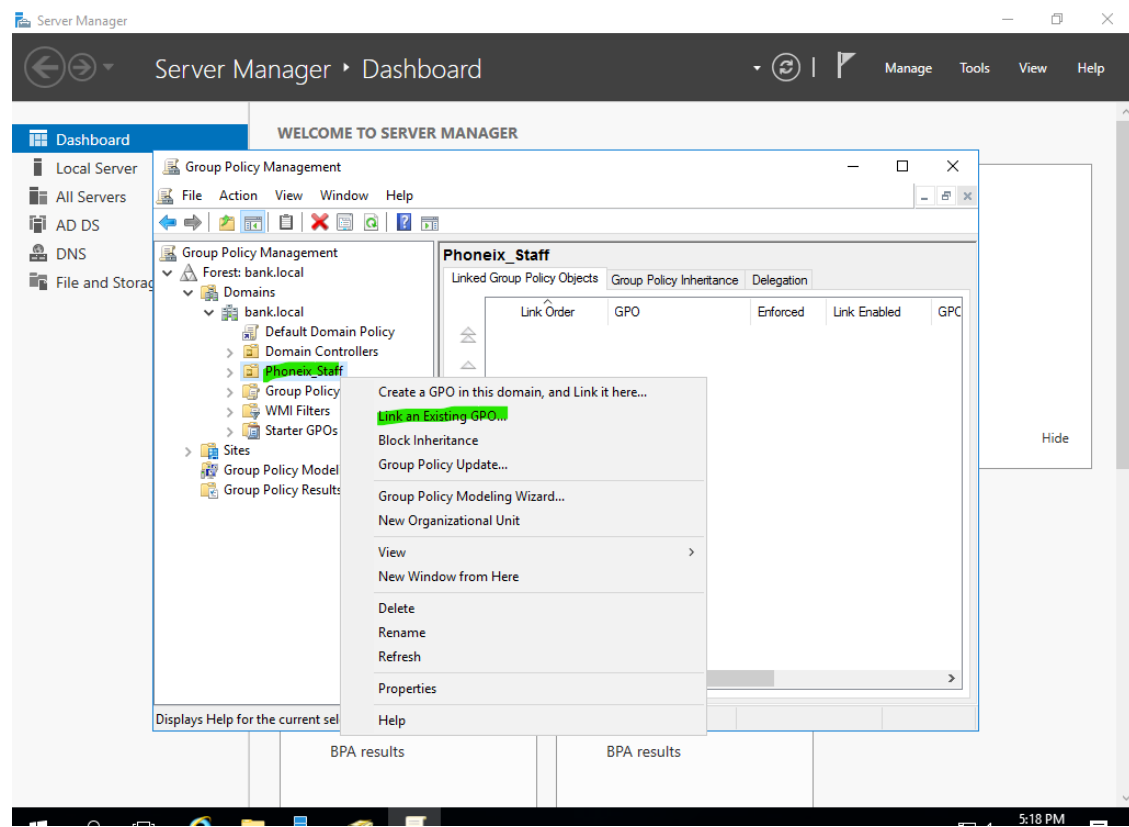 Server Manager
Server Manager • Dashboard
Manage Tools View Help
Dashboard
Local Server
All Servers
AD DS
DNS
File and Storag
WELCOME TO SERVER MANAGER
Group Policy Management
File Action View Window Help
Group Policy Management
Forest: bank.local
Domains
bank.local
Default Domain Policy
Domain Controllers
Phoneix_Staff
Group Policy
WMI Filters
Starter GPOs
Sites
Group Policy Model
Group Policy Results
Phoneix_Staff
Linked Group Policy Objects Group Policy Inheritance Delegation
Link Order GPO Enforced Link Enabled GPC
Create a GPO in this domain, and Link it here...
Link an Existing GPO...
Block Inheritance
Group Policy Update...
Group Policy Modeling Wizard...
New Organizational Unit
View
New Window from Here
Delete
Rename
Refresh
Properties
Help
Displays Help for the current sel
Hide
BPA results BPA results
5:18 PM